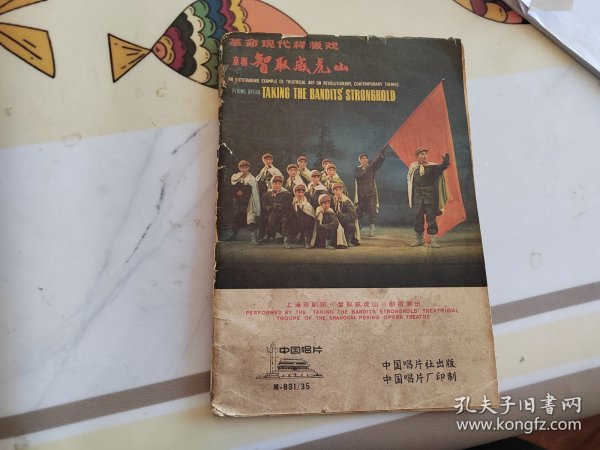 革命现代样板戏
京剧 智取威虎山
AN OUTSTANDING EXAMPLE OF THEATRICAL ART ON REVOLUTIONARY, CONTEMPORARY THEMES
PEKING OPERA TAKING THE BANDITS' STRONGHOLD
上海京剧院《智取威虎山》剧组演出
PERFORMED BY THE "TAKING THE BANDITS' STRONGHOLD" THEATRICAL
TROUPE OF THE SHANGHAI PEKING OPERA THEATRE
中国唱片
M-831/35
中国唱片社出版
中国唱片厂印制
孔夫子旧书网
www.kongfz.com